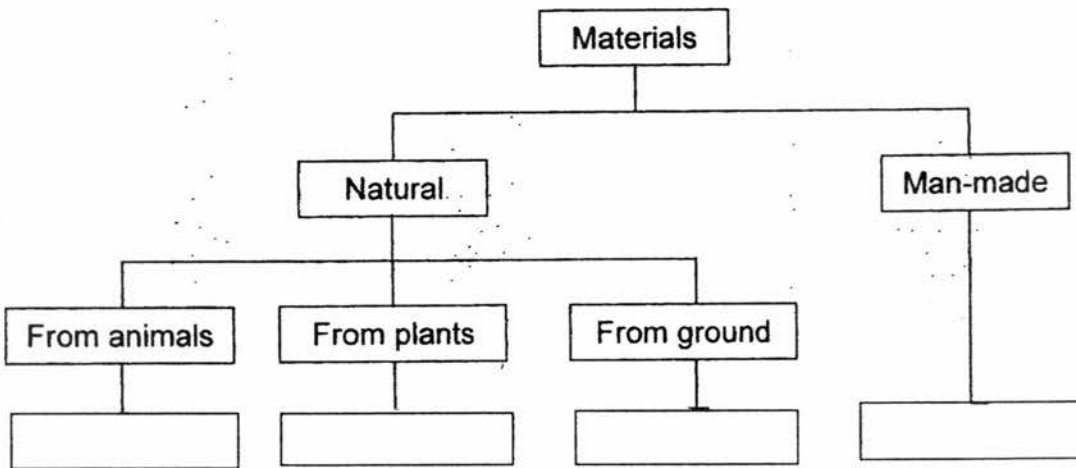 Materials
Natural
Man-made
From animals
From plants
From ground